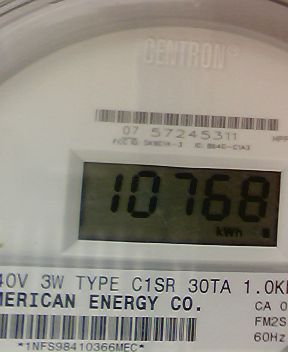 CENTRON®
07 57245311
10768
kWh
40V 3W TYPE C1SR 30TA 1.0K
MERICAN ENERGY CO.
CA 0
FM2S
60Hz
*1NFS98410366MEC*